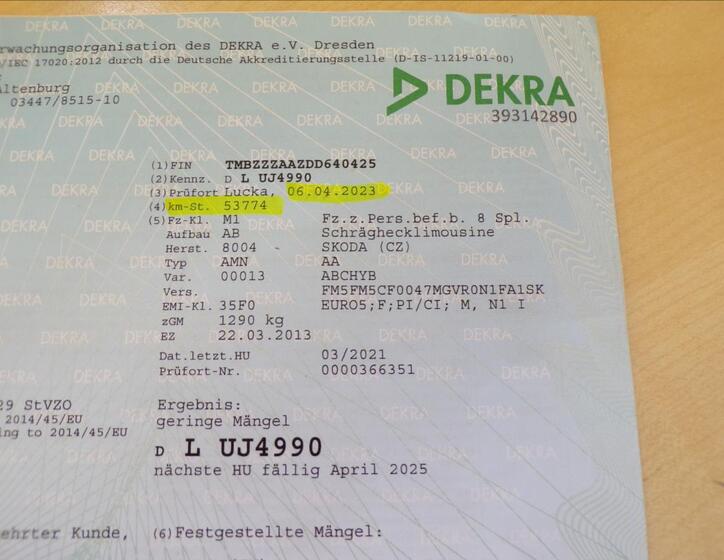 rwachungsorganisation des DEKRA e.V. Dresden
/IEC 17020:2012 durch die Deutsche Akkreditierungsstelle (D-IS-11219-01-00)
Altenburg
03447/8515-10
DEKRA
393142890
(1) FIN TMBZZZAAZDD640425
(2) Kennz. D L UJ4990
(3) Prüfort Lucka, 06.04.2023
(4) km-St. 53774
(5) Fz-Kl. M1 Fz.z.Pers.bef.b. 8 Spl.
Aufbau AB Schräghecklimousine
Herst. 8004 SKODA (CZ)
Typ AMN AA
Var. 00013 ABCHYB
Vers. FM5FM5CF0047MGVR0N1FA1SK
EMI-Kl. 35F0 EURO5;F;PI/CI; M, N1 I
zGM 1290 kg
EZ 22.03.2013
Dat.letzt.HU 03/2021
Prüfort-Nr. 0000366351
29 StVZO
2014/45/EU
ing to 2014/45/EU
Ergebnis:
geringe Mängel
D L UJ4990
nächste HU fällig April 2025
ehrter Kunde,
(6) Festgestellte Mängel: